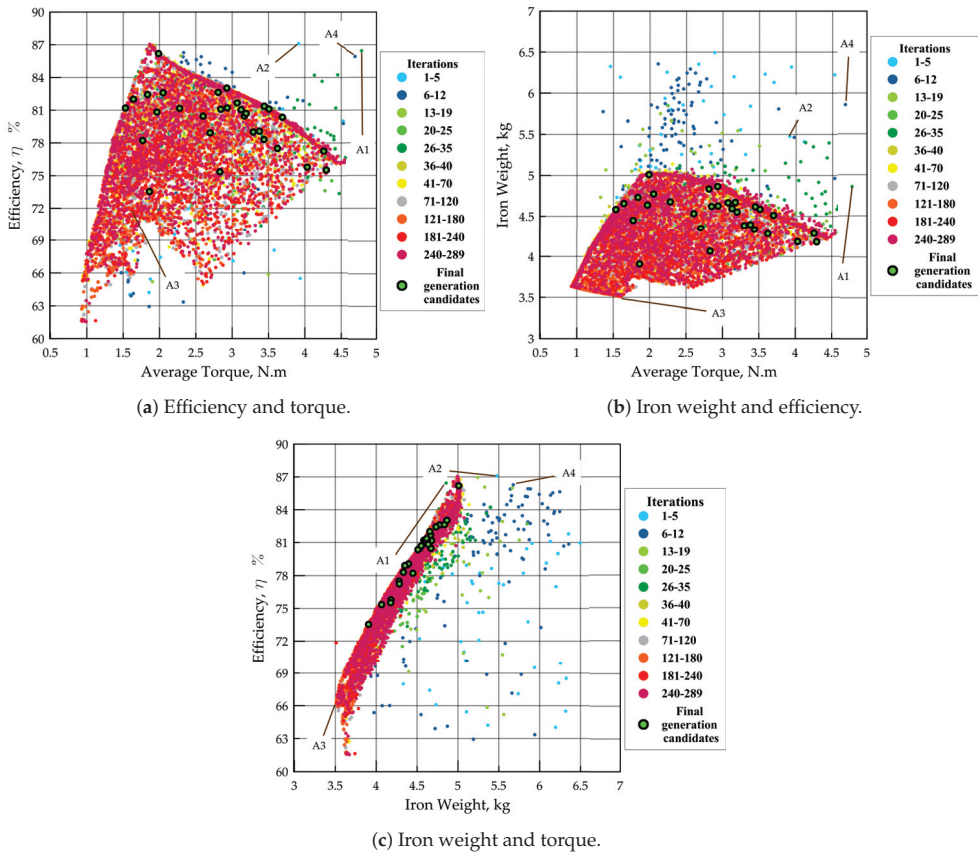 90
87
84
81
78
75
72
69
66
63
60
Efficiency, η %
0.5 1 1.5 2 2.5 3 3.5 4 4.5 5
Average Torque, N.m
A4
A2
A1
A3
Iterations
1-5
6-12
13-19
20-25
26-35
36-40
41-70
71-120
121-180
181-240
240-289
Final
generation
candidates
(a) Efficiency and torque.
7
6.5
6
5.5
5
4.5
4
3.5
3
Iron Weight, kg
0.5 1 1.5 2 2.5 3 3.5 4 4.5 5
Average Torque, N.m
A4
A2
A1
A3
Iterations
1-5
6-12
13-19
20-25
26-35
36-40
41-70
71-120
121-180
181-240
240-289
Final
generation
candidates
(b) Iron weight and efficiency.
90
87
84
81
78
75
72
69
66
63
60
Efficiency, η %
3 3.5 4 4.5 5 5.5 6 6.5 7
Iron Weight, kg
A2
A4
A1
A3
Iterations
1-5
6-12
13-19
20-25
26-35
36-40
41-70
71-120
121-180
181-240
240-289
Final
generation
candidates
(c) Iron weight and torque.